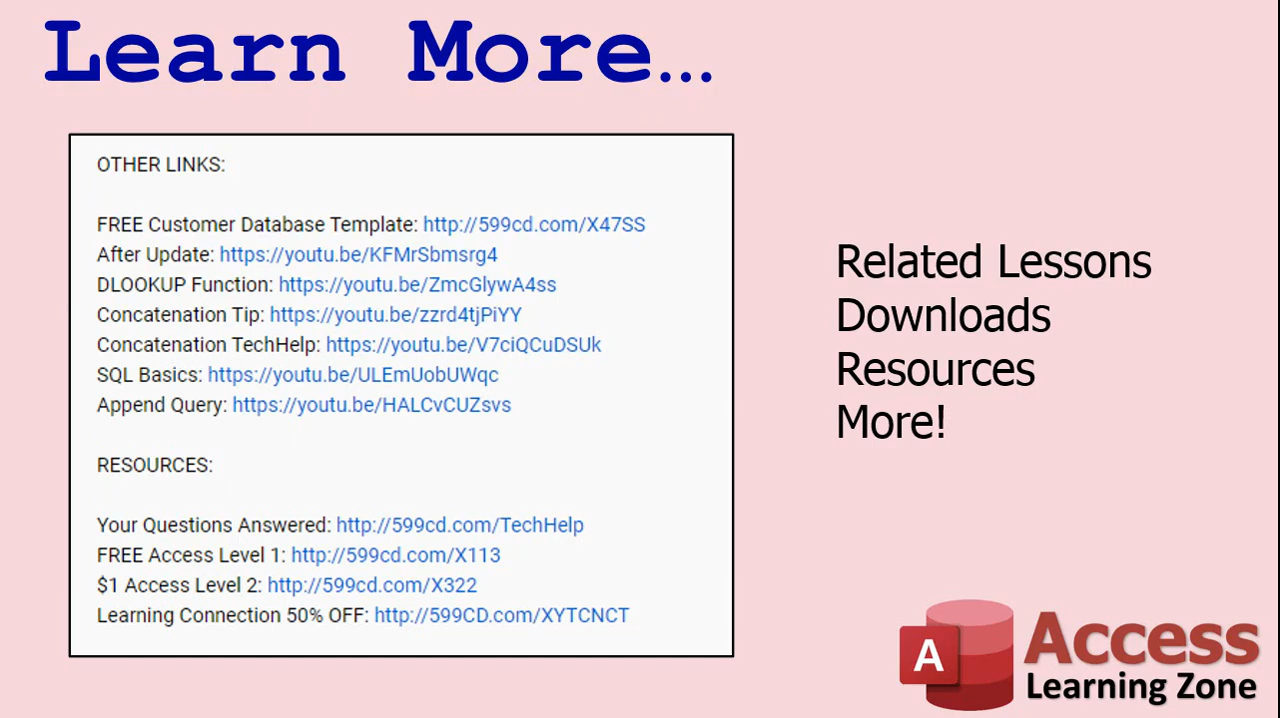 Learn More...
OTHER LINKS:
FREE Customer Database Template: http://599cd.com/X47SS
After Update: https://youtu.be/KFMrSbmsrg4
DLOOKUP Function: https://youtu.be/ZmcGlywA4ss
Concatenation Tip: https://youtu.be/zzrd4tjPiYY
Concatenation TechHelp: https://youtu.be/V7ciQCuDSUk
SQL Basics: https://youtu.be/ULEmUobUWqc
Append Query: https://youtu.be/HALCvCUZsvs
RESOURCES:
Your Questions Answered: http://599cd.com/TechHelp
FREE Access Level 1: http://599cd.com/X113
$1 Access Level 2: http://599cd.com/X322
Learning Connection 50% OFF: http://599CD.com/XYTCNCT
Related Lessons
Downloads
Resources
More!
A
Access
Learning Zone